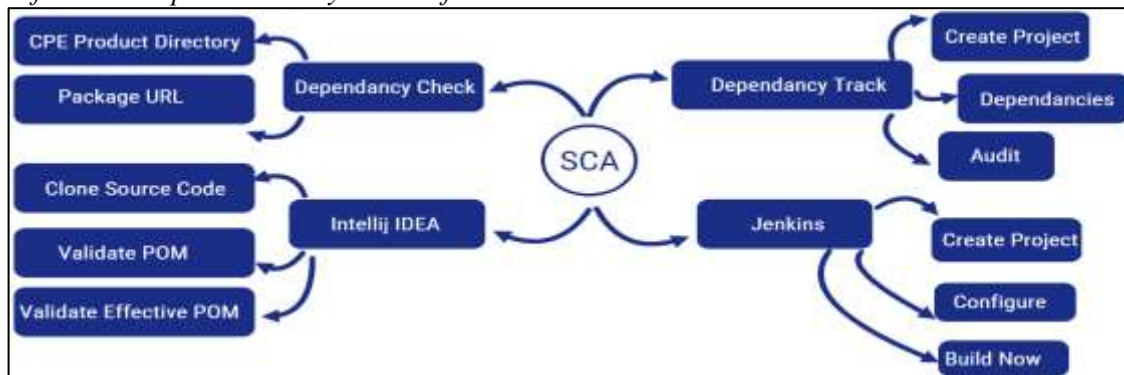 CPE Product Directory
Package URL
Dependancy Check
Clone Source Code
Validate POM
Validate Effective POM
Intellij IDEA
SCA
Dependancy Track
Create Project
Dependancies
Audit
Jenkins
Create Project
Configure
Build Now